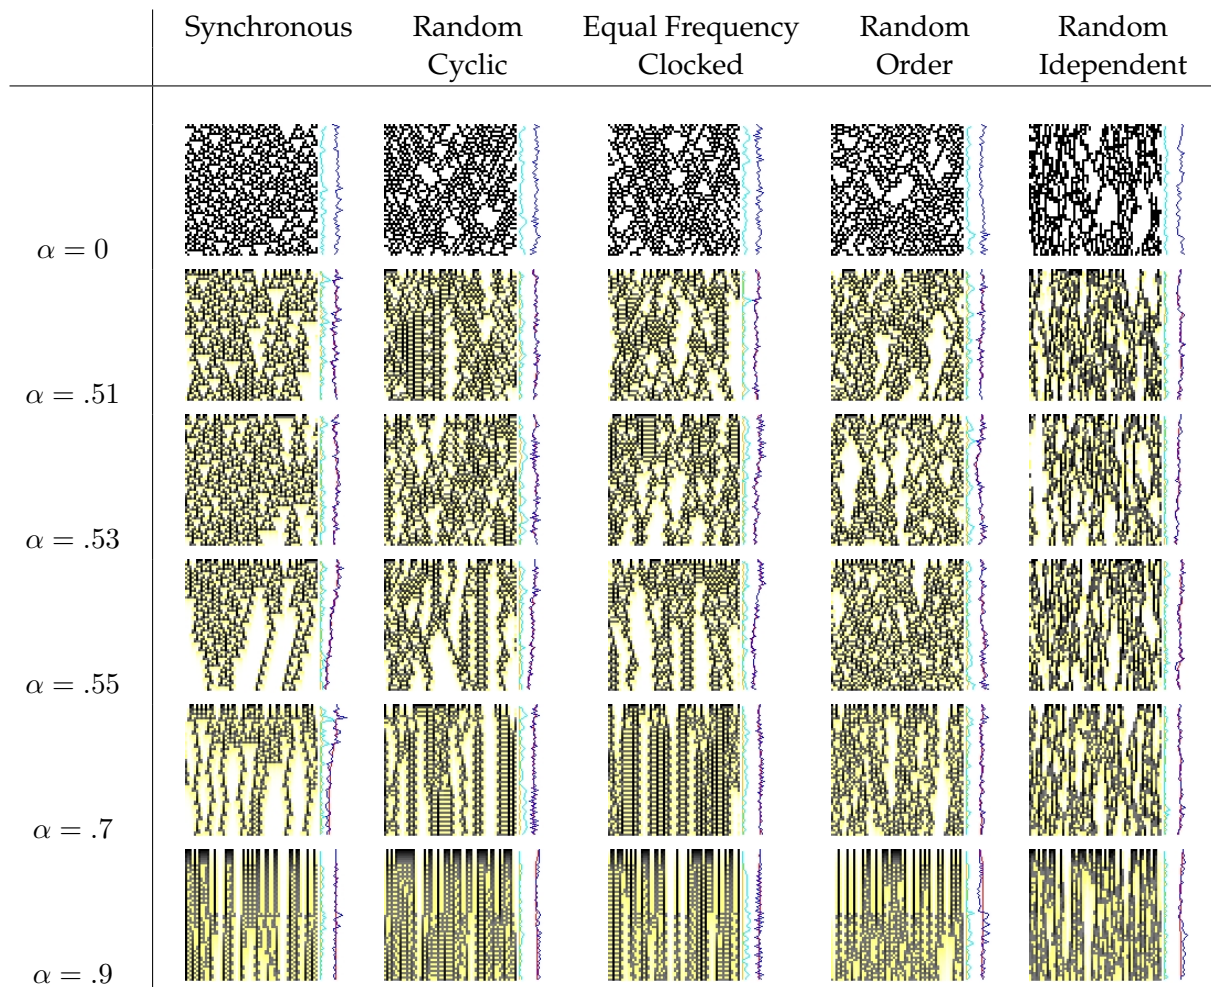 Synchronous Random Equal Frequency Random Random
Cyclic Clocked Order Idependent
α = 0
α = .51
α = .53
α = .55
α = .7
α = .9